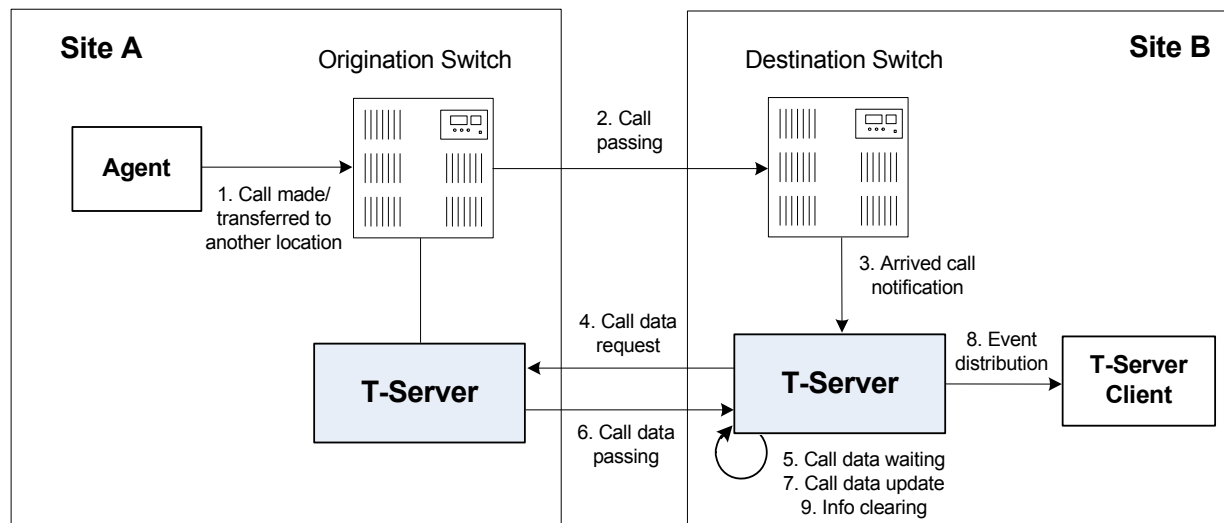 Site A
Origination Switch
Destination Switch
Site B
Agent
1. Call made/
transferred to
another location
2. Call
passing
3. Arrived call
notification
4. Call data
request
T-Server
6. Call data
passing
T-Server
8. Event
distribution
T-Server
Client
5. Call data waiting
7. Call data update
9. Info clearing